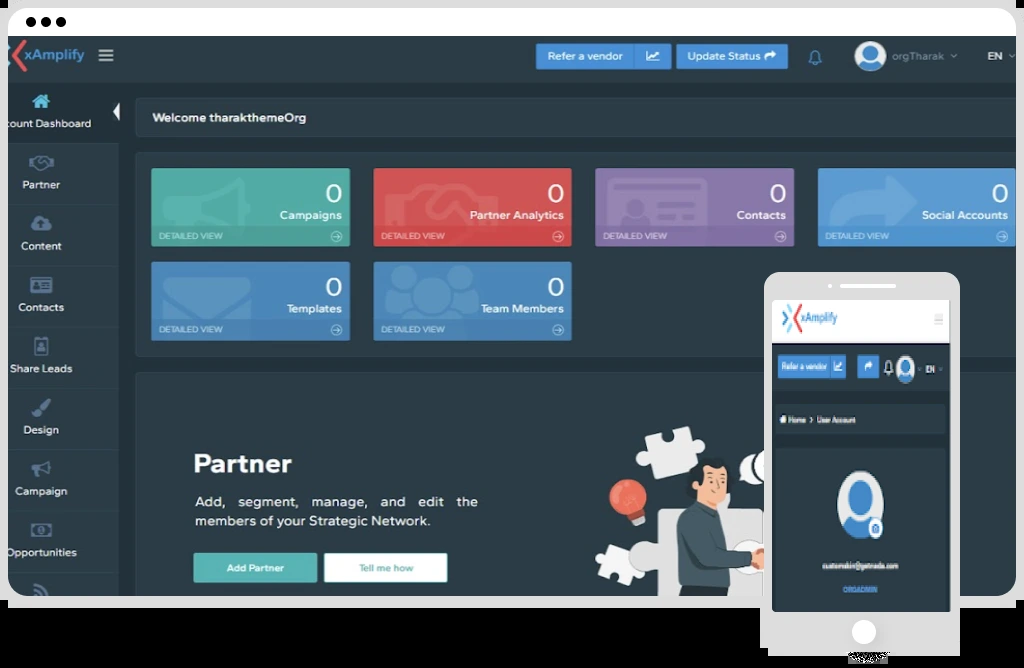 xAmplify
Refer a vendor
Update Status
orgTharak
EN
count Dashboard
Welcome tharakthemeOrg
Partner
Content
Contacts
Share Leads
Design
Campaign
Opportunities
0
Campaigns
DETAILED VIEW
0
Partner Analytics
DETAILED VIEW
0
Contacts
DETAILED VIEW
0
Social Accounts
DETAILED VIEW
0
Templates
DETAILED VIEW
0
Team Members
DETAILED VIEW
Partner
Add, segment, manage, and edit the
members of your Strategic Network.
Add Partner
Tell me how
xAmplify
Refer a vendor
EN
Home > User Account
ORGADMIN